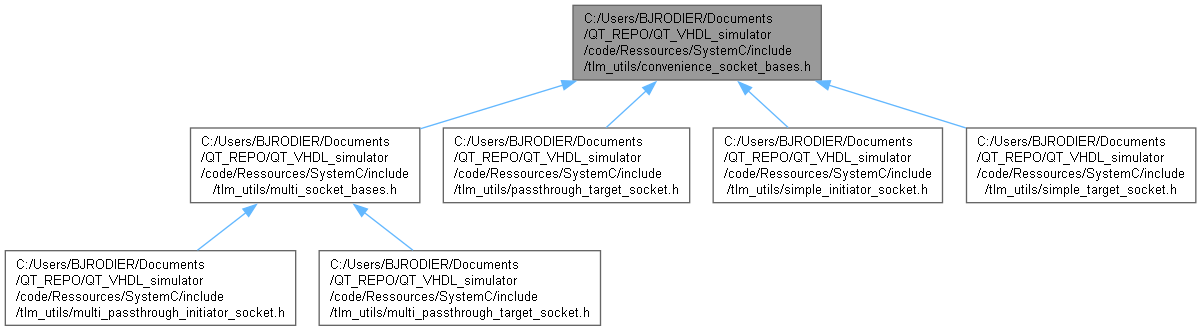 C:/Users/BJRODIER/Documents
/QT_REPO/QT_VHDL_simulator
/code/Ressources/SystemC/include
/tlm_utils/convenience_socket_bases.h
C:/Users/BJRODIER/Documents
/QT_REPO/QT_VHDL_simulator
/code/Ressources/SystemC/include
/tlm_utils/multi_socket_bases.h
C:/Users/BJRODIER/Documents
/QT_REPO/QT_VHDL_simulator
/code/Ressources/SystemC/include
/tlm_utils/passthrough_target_socket.h
C:/Users/BJRODIER/Documents
/QT_REPO/QT_VHDL_simulator
/code/Ressources/SystemC/include
/tlm_utils/simple_initiator_socket.h
C:/Users/BJRODIER/Documents
/QT_REPO/QT_VHDL_simulator
/code/Ressources/SystemC/include
/tlm_utils/simple_target_socket.h
C:/Users/BJRODIER/Documents
/QT_REPO/QT_VHDL_simulator
/code/Ressources/SystemC/include
/tlm_utils/multi_passthrough_initiator_socket.h
C:/Users/BJRODIER/Documents
/QT_REPO/QT_VHDL_simulator
/code/Ressources/SystemC/include
/tlm_utils/multi_passthrough_target_socket.h